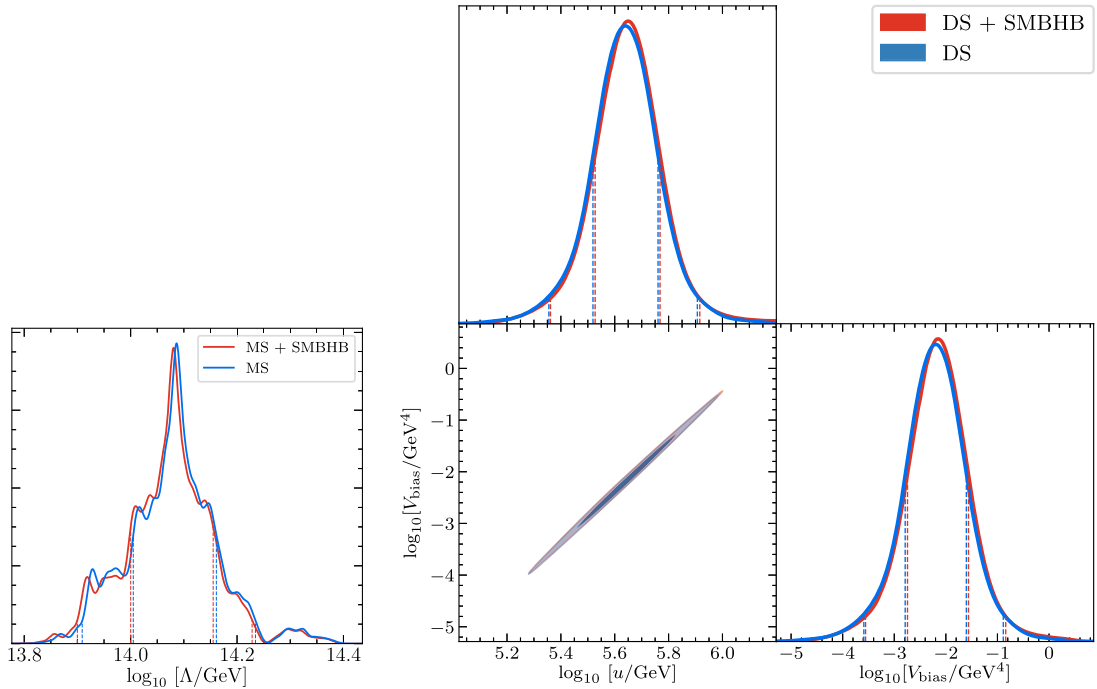 DS + SMBHB
DS
MS + SMBHB
MS
13.8 14.0 14.2 14.4
log₁₀ [Λ/GeV]
0
−1
−2
−3
−4
−5
log₁₀[V_bias/GeV⁴]
5.2 5.4 5.6 5.8 6.0
log₁₀ [u/GeV]
−5 −4 −3 −2 −1 0
log₁₀[V_bias/GeV⁴]